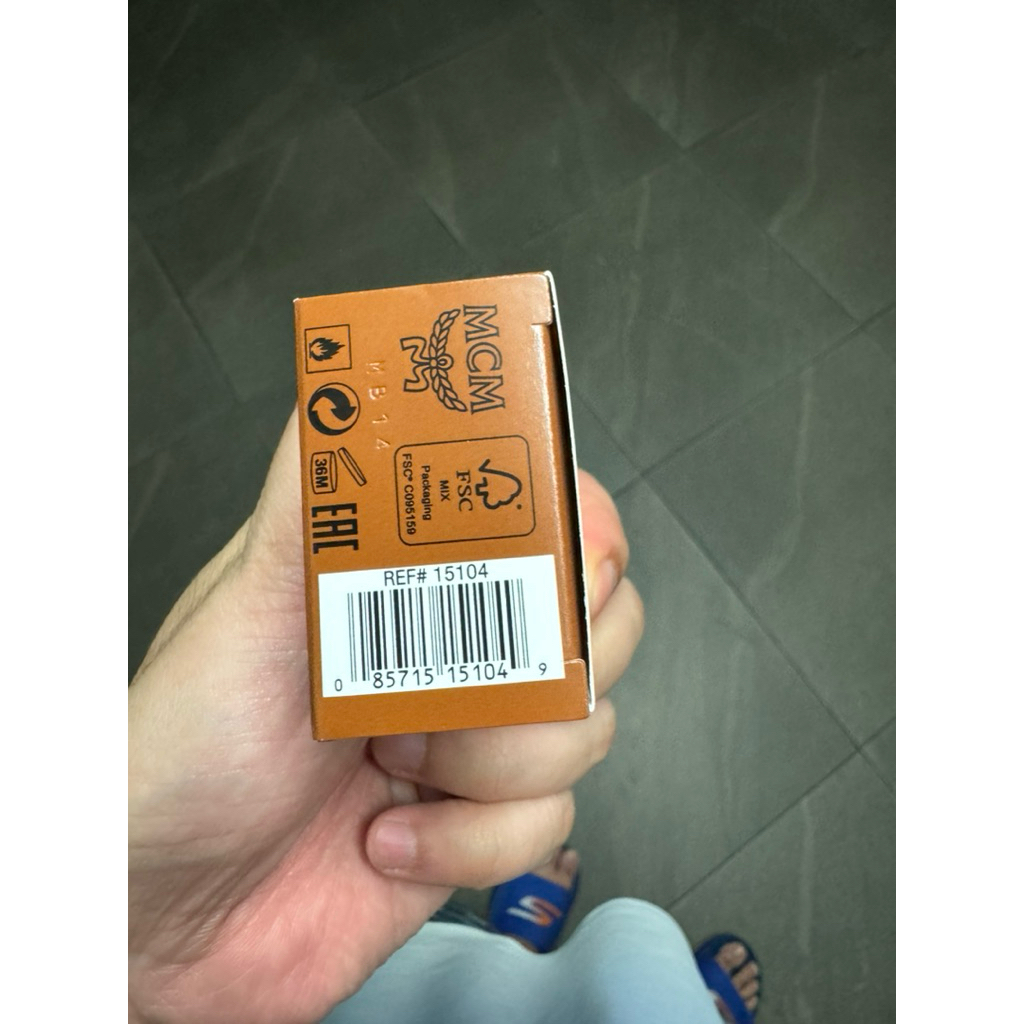 MCM
MB14
FSC
MIX
Packaging
FSC® C095159
36M
EAC
REF# 15104
0 85715 15104 9